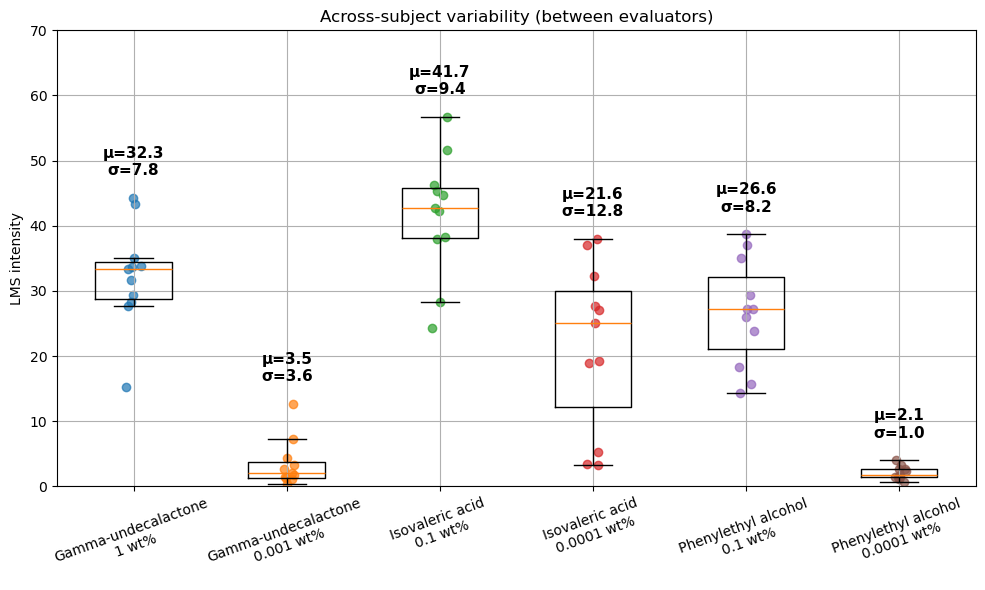 Across-subject variability (between evaluators)
LMS intensity
70
60
50
40
30
20
10
0
μ=32.3
σ=7.8
μ=3.5
σ=3.6
μ=41.7
σ=9.4
μ=21.6
σ=12.8
μ=26.6
σ=8.2
μ=2.1
σ=1.0
Gamma-undecalactone
1 wt%
Gamma-undecalactone
0.001 wt%
Isovaleric acid
0.1 wt%
Isovaleric acid
0.0001 wt%
Phenylethyl alcohol
0.1 wt%
Phenylethyl alcohol
0.0001 wt%